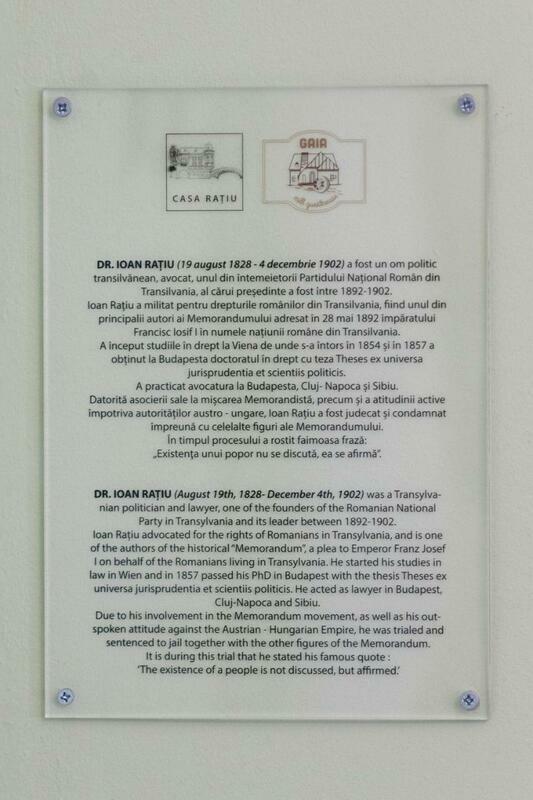 CASA RAȚIU
GAIA
mill guesthouse
DR. IOAN RAȚIU (19 august 1828 - 4 decembrie 1902) a fost un om politic
transilvănean, avocat, unul din întemeietorii Partidului Național Român din
Transilvania, al cărui președinte a fost între 1892-1902.
Ioan Rațiu a militat pentru drepturile românilor din Transilvania, fiind unul din
principalii autori ai Memorandumului adresat în 28 mai 1892 împăratului
Francisc Iosif I în numele națiunii române din Transilvania.
A început studiile în drept la Viena de unde s-a întors în 1854 și în 1857 a
obținut la Budapesta doctoratul în drept cu teza Theses ex universa
jurisprudentia et scientiis politicis.
A practicat avocatura la Budapesta, Cluj- Napoca și Sibiu.
Datorită asocierii sale la mișcarea Memorandistă, precum și a atitudinii active
împotriva autorităților austro - ungare, Ioan Rațiu a fost judecat și condamnat
împreună cu celelalte figuri ale Memorandumului.
În timpul procesului a rostit faimoasa frază:
„Existența unui popor nu se discută, ea se afirmă”.
DR. IOAN RAȚIU (August 19th, 1828- December 4th, 1902) was a Transylva-
nian politician and lawyer, one of the founders of the Romanian National
Party in Transylvania and its leader between 1892-1902.
Ioan Rațiu advocated for the rights of Romanians in Transylvania, and is one
of the authors of the historical “Memorandum”, a plea to Emperor Franz Josef
I on behalf of the Romanians living in Transylvania. He started his studies in
law in Wien and in 1857 passed his PhD in Budapest with the thesis Theses ex
universa jurisprudentia et scientiis politicis. He acted as lawyer in Budapest,
Cluj-Napoca and Sibiu.
Due to his involvement in the Memorandum movement, as well as his out-
spoken attitude against the Austrian - Hungarian Empire, he was trialed and
sentenced to jail together with the other figures of the Memorandum.
It is during this trial that he stated his famous quote :
‘The existence of a people is not discussed, but affirmed.’